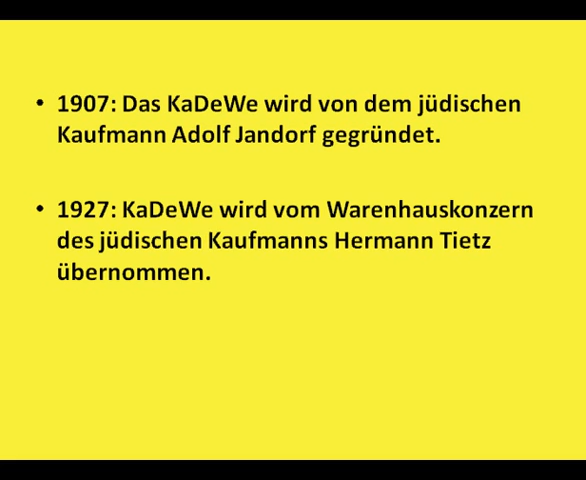 • 1907: Das KaDeWe wird von dem jüdischen
Kaufmann Adolf Jandorf gegründet.
• 1927: KaDeWe wird vom Warenhauskonzern
des jüdischen Kaufmanns Hermann Tietz
übernommen.